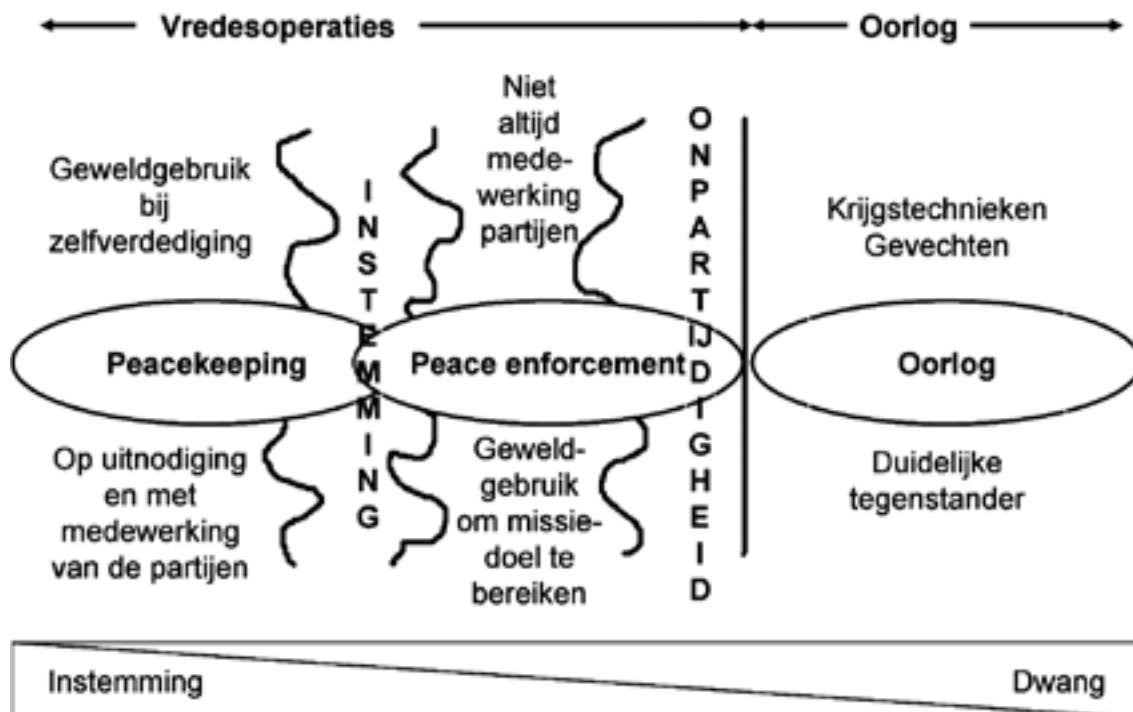 Vredesoperaties
Oorlog
Geweldgebruik
bij
zelfverdediging
INSTEMMING
Niet
altijd
mede-
werking
partijen
ONPARTIJDIGHEID
Krijgstechnieken
Gevechten
Peacekeeping
Peace enforcement
Oorlog
Op uitnodiging
en met
medewerking
van de partijen
Geweld-
gebruik
om missie-
doel te
bereiken
Duidelijke
tegenstander
Instemming
Dwang